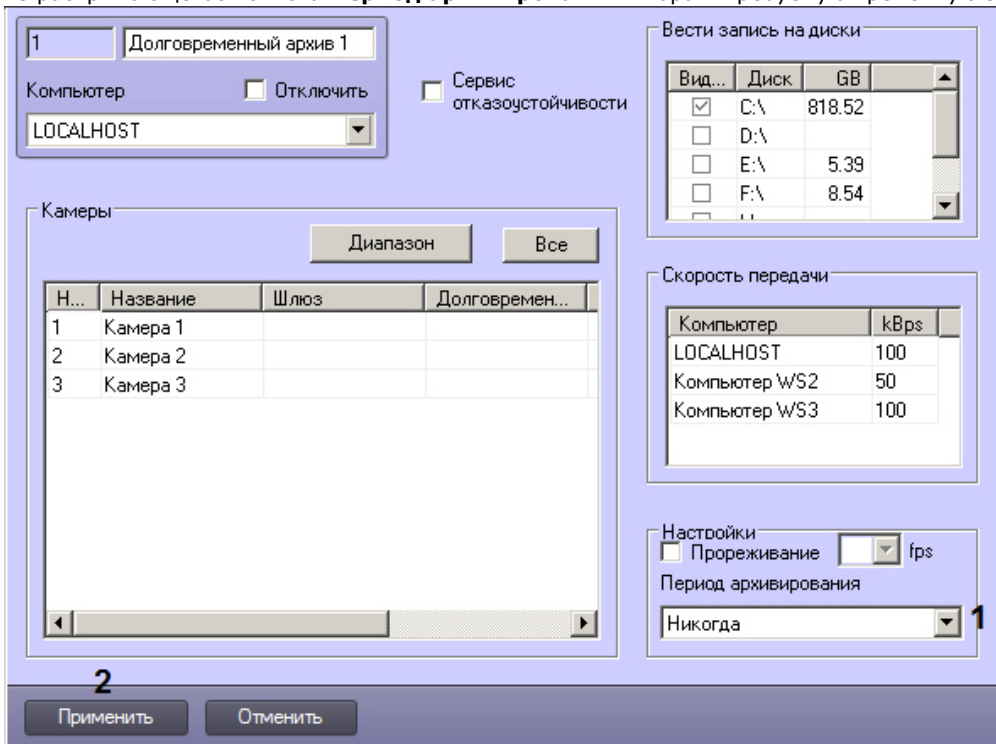 1
Долговременный архив 1
Компьютер
Отключить
LOCALHOST
Сервис
отказоустойчивости
Вести запись на диски
Вид... Диск GB
C:\ 818.52
D:\
E:\ 5.39
F:\ 8.54
Камеры
Диапазон
Все
Н... Название Шлюз Долговремен...
1 Камера 1
2 Камера 2
3 Камера 3
Скорость передачи
Компьютер kBps
LOCALHOST 100
Компьютер WS2 50
Компьютер WS3 100
Настройки
Прореживание fps
Период архивирования
Никогда
1
2
Применить
Отменить